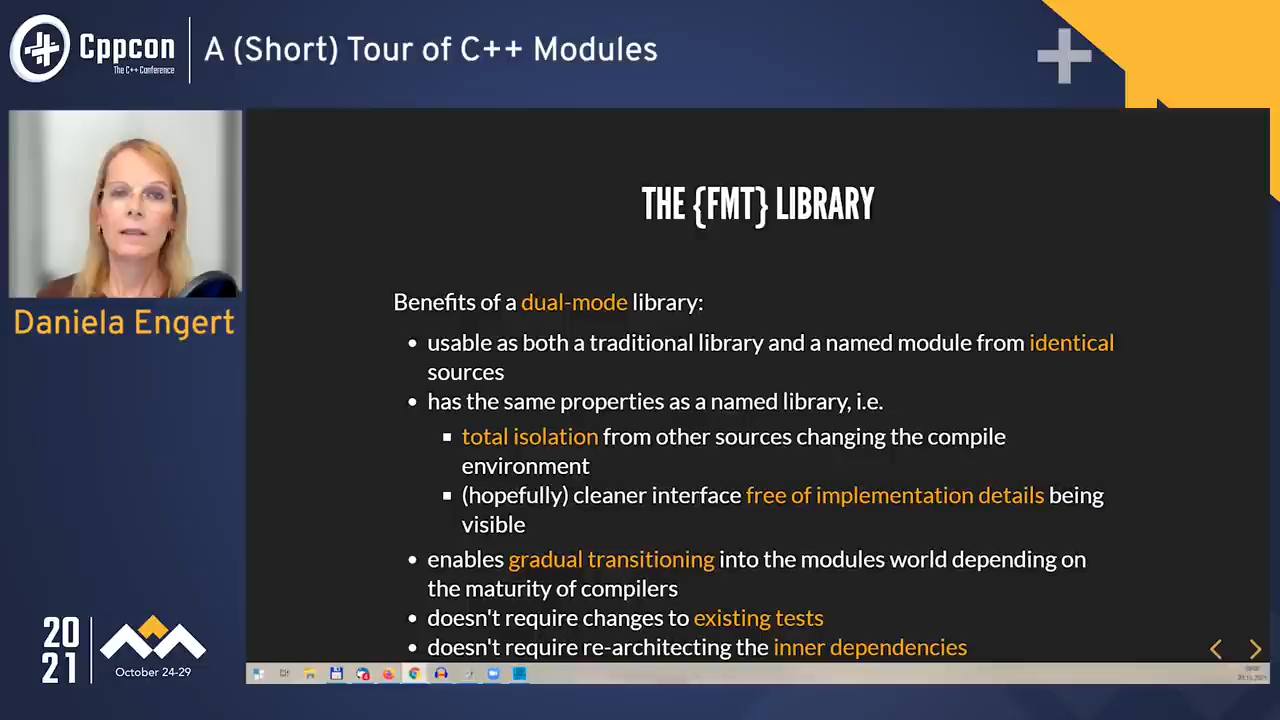 Cppcon
The C++ Conference
A (Short) Tour of C++ Modules
Daniela Engert
THE {FMT} LIBRARY
Benefits of a dual-mode library:
• usable as both a traditional library and a named module from identical
sources
• has the same properties as a named library, i.e.
▪ total isolation from other sources changing the compile
environment
▪ (hopefully) cleaner interface free of implementation details being
visible
• enables gradual transitioning into the modules world depending on
the maturity of compilers
• doesn't require changes to existing tests
• doesn't require re-architecting the inner dependencies
20
21
October 24-29